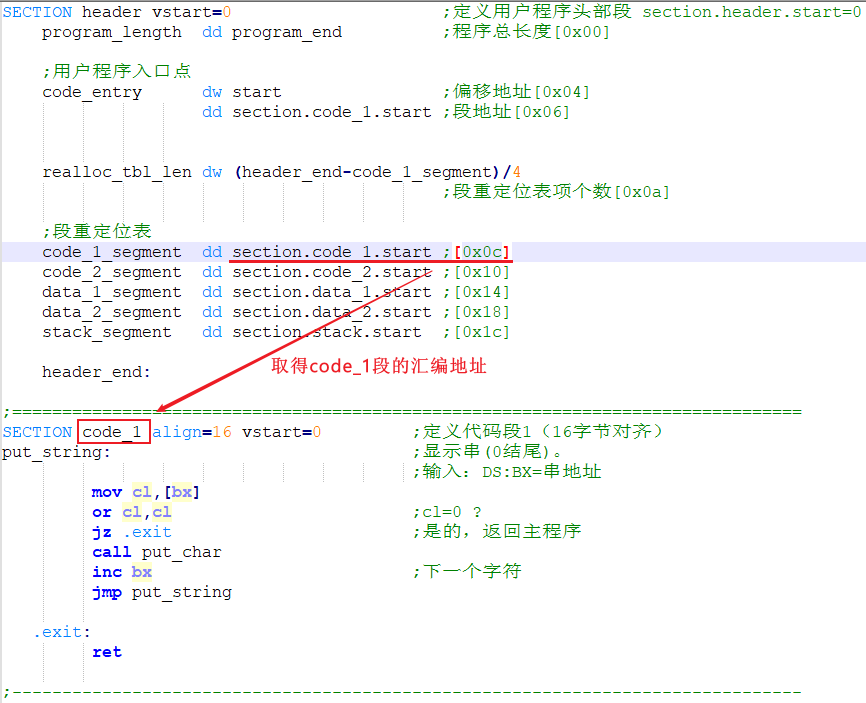 SECTION header vstart=0 ;定义用户程序头部段 section.header.start=0
program_length dd program_end ;程序总长度[0x00]
;用户程序入口点
code_entry dw start ;偏移地址[0x04]
dd section.code_1.start ;段地址[0x06]
realloc_tbl_len dw (header_end-code_1_segment)/4
;段重定位表项个数[0x0a]
;段重定位表
code_1_segment dd section.code_1.start ;[0x0c]
code_2_segment dd section.code_2.start ;[0x10]
data_1_segment dd section.data_1.start ;[0x14]
data_2_segment dd section.data_2.start ;[0x18]
stack_segment dd section.stack.start ;[0x1c]
取得code_1段的汇编地址
header_end:
;===============================================================================
SECTION code_1 align=16 vstart=0 ;定义代码段1（16字节对齐）
put_string: ;显示串(0结尾)。
;输入：DS:BX=串地址
mov cl,[bx]
or cl,cl ;cl=0 ?
jz .exit ;是的，返回主程序
call put_char
inc bx ;下一个字符
jmp put_string
.exit:
ret
;-------------------------------------------------------------------------------